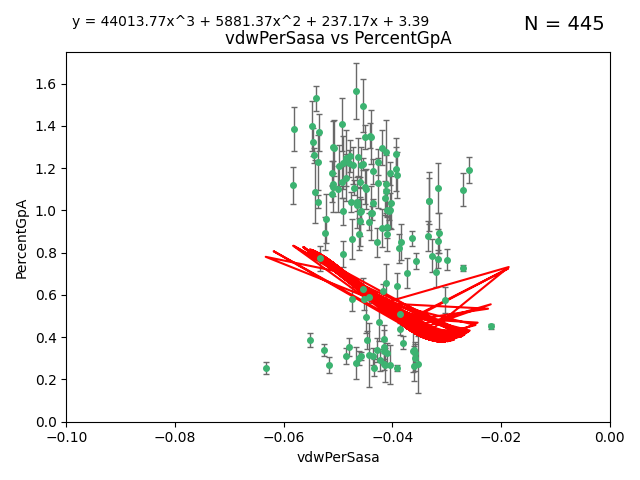 y = 44013.77x^3 + 5881.37x^2 + 237.17x + 3.39
N = 445
vdwPerSasa vs PercentGpA
PercentGpA
1.6
1.4
1.2
1.0
0.8
0.6
0.4
0.2
0.0
−0.10 −0.08 −0.06 −0.04 −0.02 0.00
vdwPerSasa